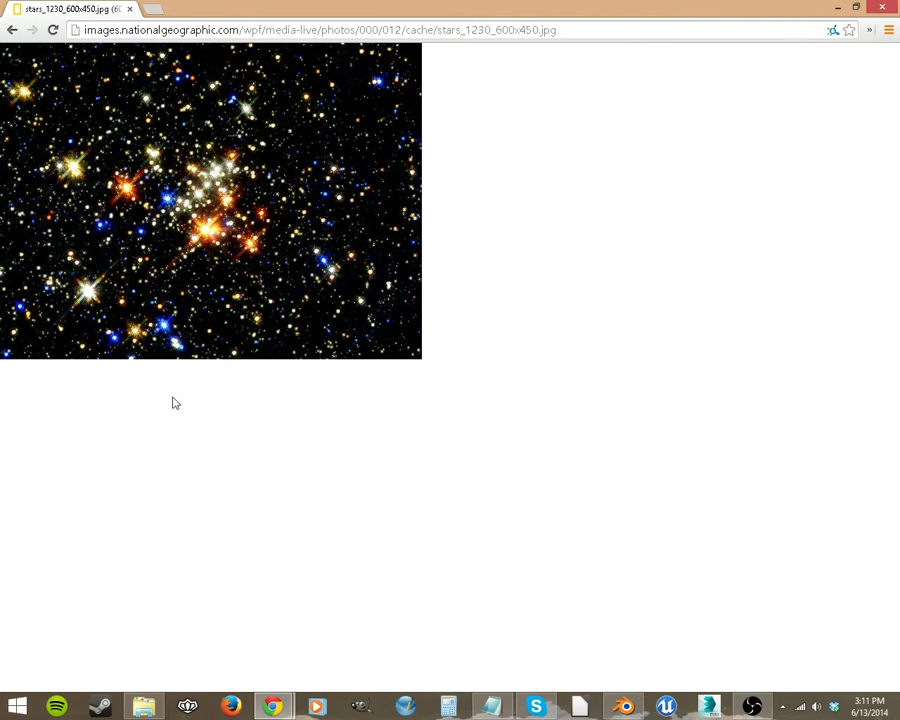 stars_1230_600x450.jpg (60
images.nationalgeographic.com/wpf/media-live/photos/000/012/cache/stars_1230_600x450.jpg
»
3:11 PM
6/13/2014